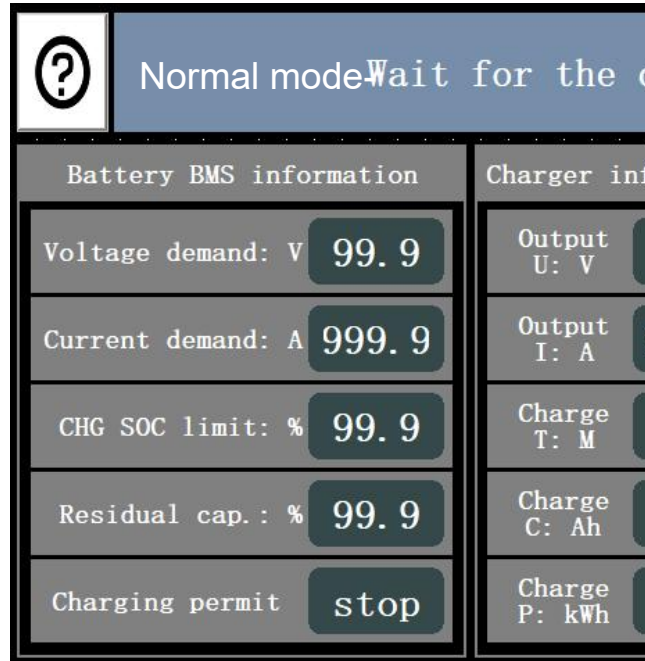 ?
Normal mode-Wait for the
Battery BMS information
Voltage demand: V 99.9
Current demand: A 999.9
CHG SOC limit: % 99.9
Residual cap.: % 99.9
Charging permit stop
Charger
Output
U: V
Output
I: A
Charge
T: M
Charge
C: Ah
Charge
P: kWh